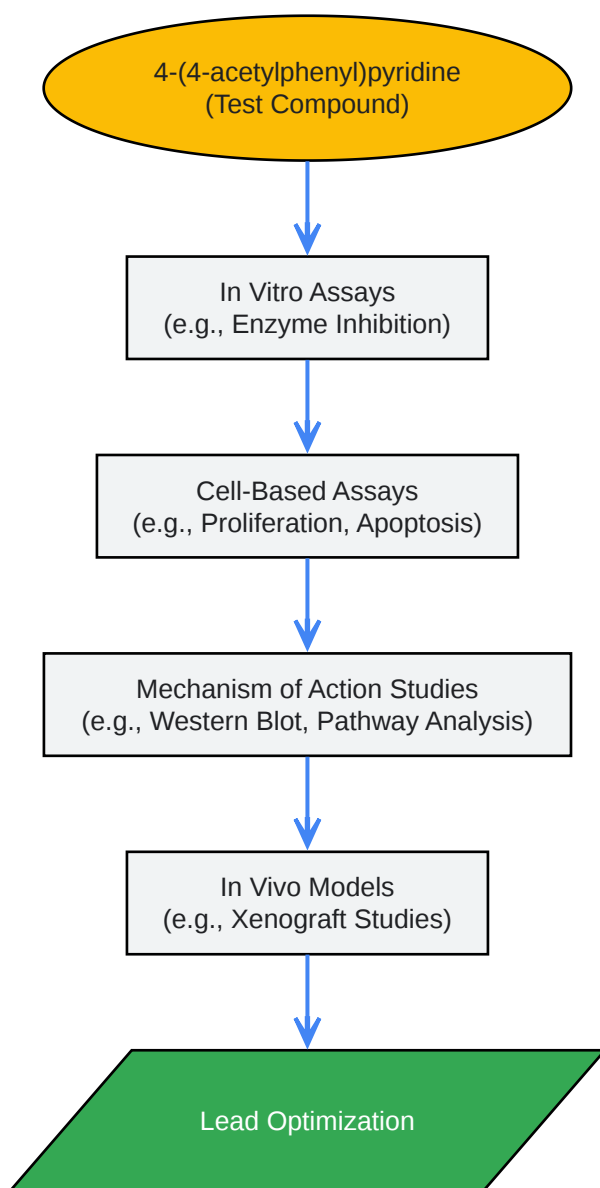 4-(4-acetylphenyl)pyridine
(Test Compound)
In Vitro Assays
(e.g., Enzyme Inhibition)
Cell-Based Assays
(e.g., Proliferation, Apoptosis)
Mechanism of Action Studies
(e.g., Western Blot, Pathway Analysis)
In Vivo Models
(e.g., Xenograft Studies)
Lead Optimization